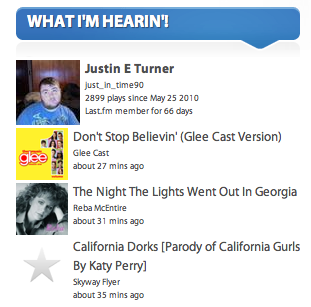 WHAT I'M HEARIN'!
Justin E Turner
just_in_time90
2899 plays since May 25 2010
Last.fm member for 66 days
Don't Stop Believin' (Glee Cast Version)
Glee Cast
about 27 mins ago
glee 1
The Night The Lights Went Out In Georgia
Reba McEntire
about 31 mins ago
California Dorks [Parody of California Gurls
By Katy Perry]
Skyway Flyer
about 35 mins ago